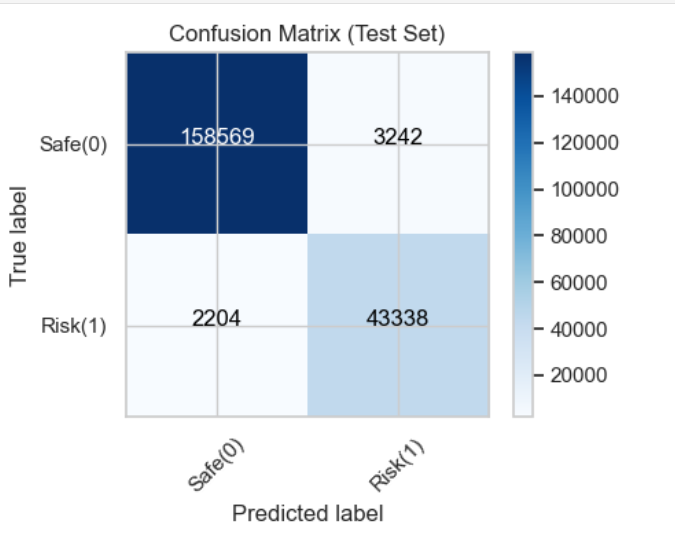 Confusion Matrix (Test Set)
True label
Safe(0)
158569 3242
Risk(1)
2204 43338
Safe(0) Risk(1)
Predicted label
140000
120000
100000
80000
60000
40000
20000